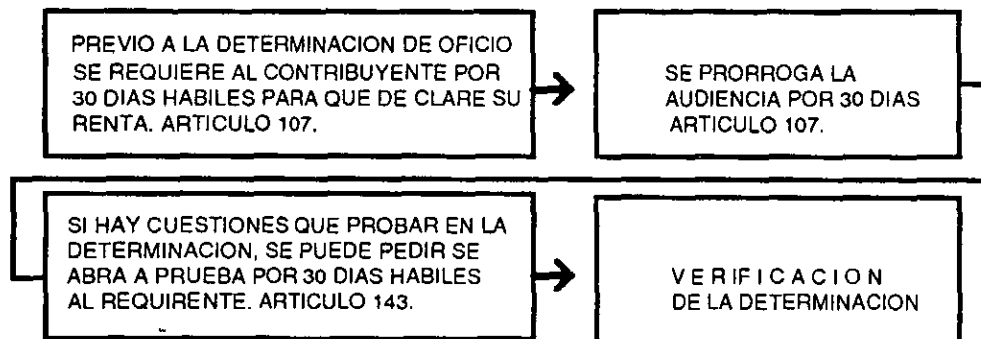 PREVIO A LA DETERMINACION DE OFICIO
SE REQUIERE AL CONTRIBUYENTE POR
30 DIAS HABILES PARA QUE DE CLARE SU
RENTA. ARTICULO 107.
SE PRORROGA LA
AUDIENCIA POR 30 DIAS
ARTICULO 107.
SI HAY CUESTIONES QUE PROBAR EN LA
DETERMINACION, SE PUEDE PEDIR SE
ABRA A PRUEBA POR 30 DIAS HABILES
AL REQUIRENTE. ARTICULO 143.
V E R I F I C A C I O N
DE LA DETERMINACION